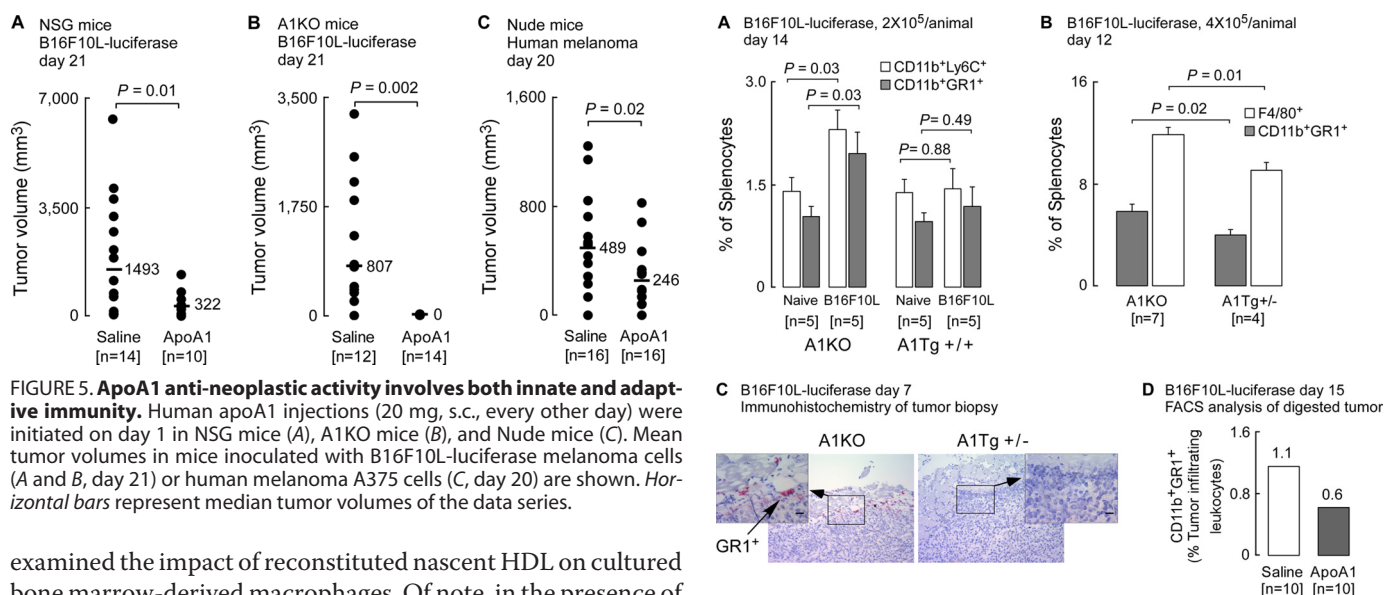 A NSG mice
B16F10L-luciferase
day 21
P = 0.01
Tumor volume (mm3)
7,000
3,500
0
1493
322
Saline ApoA1
[n=14] [n=10]
B A1KO mice
B16F10L-luciferase
day 21
P = 0.002
Tumor volume (mm3)
3,500
1,750
0
807
0
Saline ApoA1
[n=12] [n=14]
C Nude mice
Human melanoma
day 20
P = 0.02
Tumor volume (mm3)
1,600
800
0
489
246
Saline ApoA1
[n=16] [n=16]
FIGURE 5. ApoA1 anti-neoplastic activity involves both innate and adapt-
ive immunity. Human apoA1 injections (20 mg, s.c., every other day) were
initiated on day 1 in NSG mice (A), A1KO mice (B), and Nude mice (C). Mean
tumor volumes in mice inoculated with B16F10L-luciferase melanoma cells
(A and B, day 21) or human melanoma A375 cells (C, day 20) are shown. Hor-
izontal bars represent median tumor volumes of the data series.
examined the impact of reconstituted nascent HDL on cultured
bone marrow-derived macrophages. Of note, in the presence of
A B16F10L-luciferase, 2X105/animal
day 14
CD11b+Ly6C+
CD11b+GR1+
P = 0.03
P = 0.03
P= 0.49
P= 0.88
% of Splenocytes
3.0
1.5
0
Naive B16F10L Naive B16F10L
[n=5] [n=5] [n=5] [n=5]
A1KO A1Tg +/+
B B16F10L-luciferase, 4X105/animal
day 12
P = 0.01
P = 0.02
F4/80+
CD11b+GR1+
% of Splenocytes
16
8
0
A1KO A1Tg+/-
[n=7] [n=4]
C B16F10L-luciferase day 7
Immunohistochemistry of tumor biopsy
A1KO A1Tg +/-
GR1+
D B16F10L-luciferase day 15
FACS analysis of digested tumor
CD11b+GR1+
(% Tumor infiltrating
leukocytes)
1.6
0.8
0
1.1
0.6
Saline ApoA1
[n=10] [n=10]